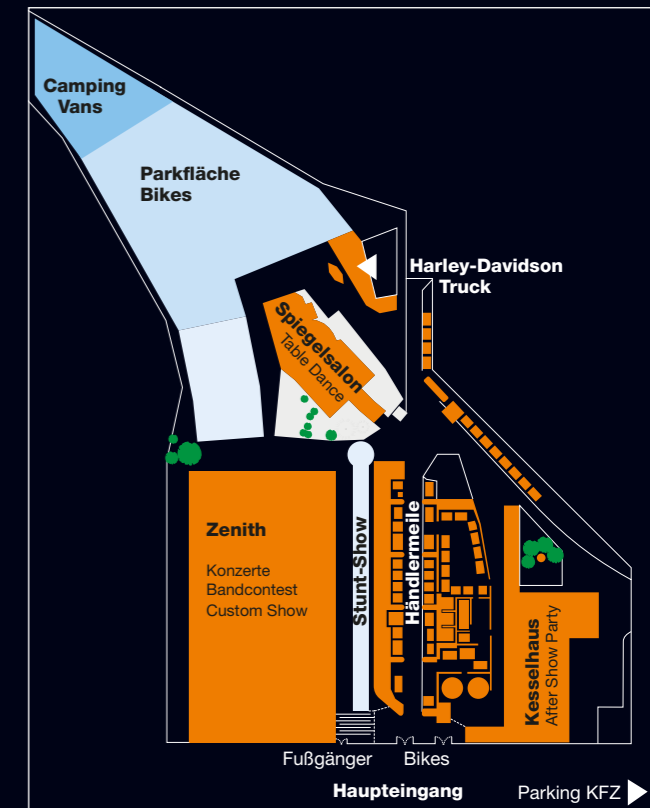 Camping
Vans
Parkfläche
Bikes
Harley-Davidson
Truck
Spiegelsalon
Table Dance
Zenith
Konzerte
Bandcontest
Custom Show
Stunt-Show
Händlermeile
Kesselhaus
After Show Party
Fußgänger
Bikes
Haupteingang
Parking KFZ